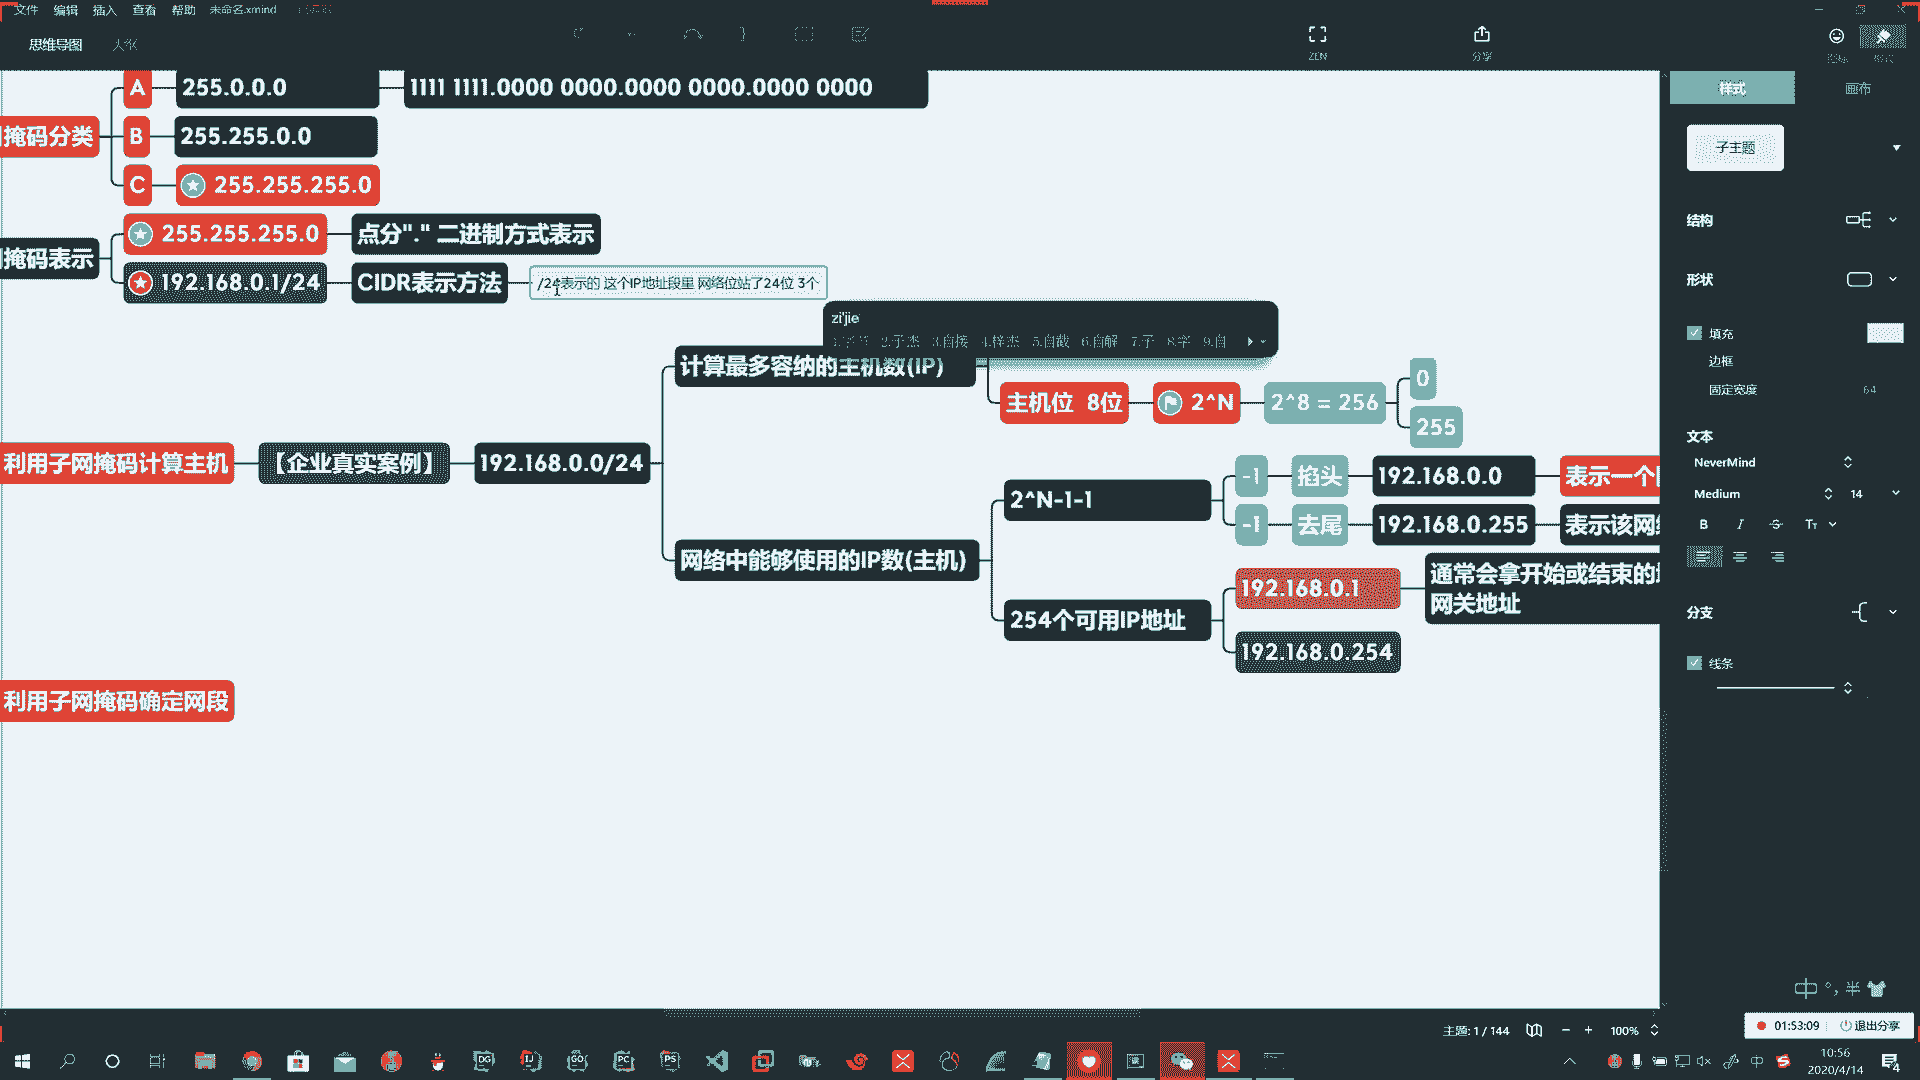 文件 编辑 插入 查看 帮助 未命名.xmind
思维导图 大纲
ZEN
分享
A 255.0.0.0 1111 1111.0000 0000.0000 0000.0000 0000
掩码分类 B 255.255.0.0
C 255.255.255.0
掩码表示 255.255.255.0 点分"." 二进制方式表示
192.168.0.1/24 CIDR表示方法 /24表示的 这个IP地址段里 网络位站了24位 3个
zi'jie
1.字节 2.子杰 3.自接 4.梓杰 5.自截 6.自解 7.子 8.字 9.自
计算最多容纳的主机数(IP)
主机位 8位 2^N 2^8 = 256
0
255
利用子网掩码计算主机 【企业真实案例】 192.168.0.0/24
2^N-1-1
-1 掐头 192.168.0.0 表示一个
-1 去尾 192.168.0.255 表示该网
网络中能够使用的IP数(主机)
254个可用IP地址
192.168.0.1 通常会拿开始或结束的
网关地址
192.168.0.254
利用子网掩码确定网段
样式 画布
子主题
结构
形状
填充
边框
固定宽度 64
文本
NeverMind
Medium 14
B I S Tт
分支
线条
中 °, 半
主题: 1 / 144 100%
01:53:09 退出分享
DG IJ GO PC PS
中
10:56
2020/4/14
4